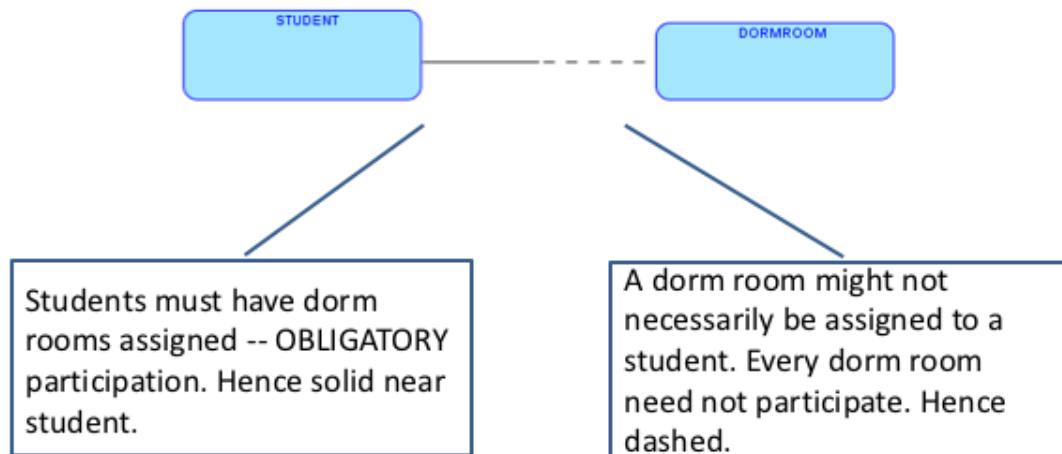 STUDENT
DORMROOM
Students must have dorm
rooms assigned -- OBLIGATORY
participation. Hence solid near
student.
A dorm room might not
necessarily be assigned to a
student. Every dorm room
need not participate. Hence
dashed.